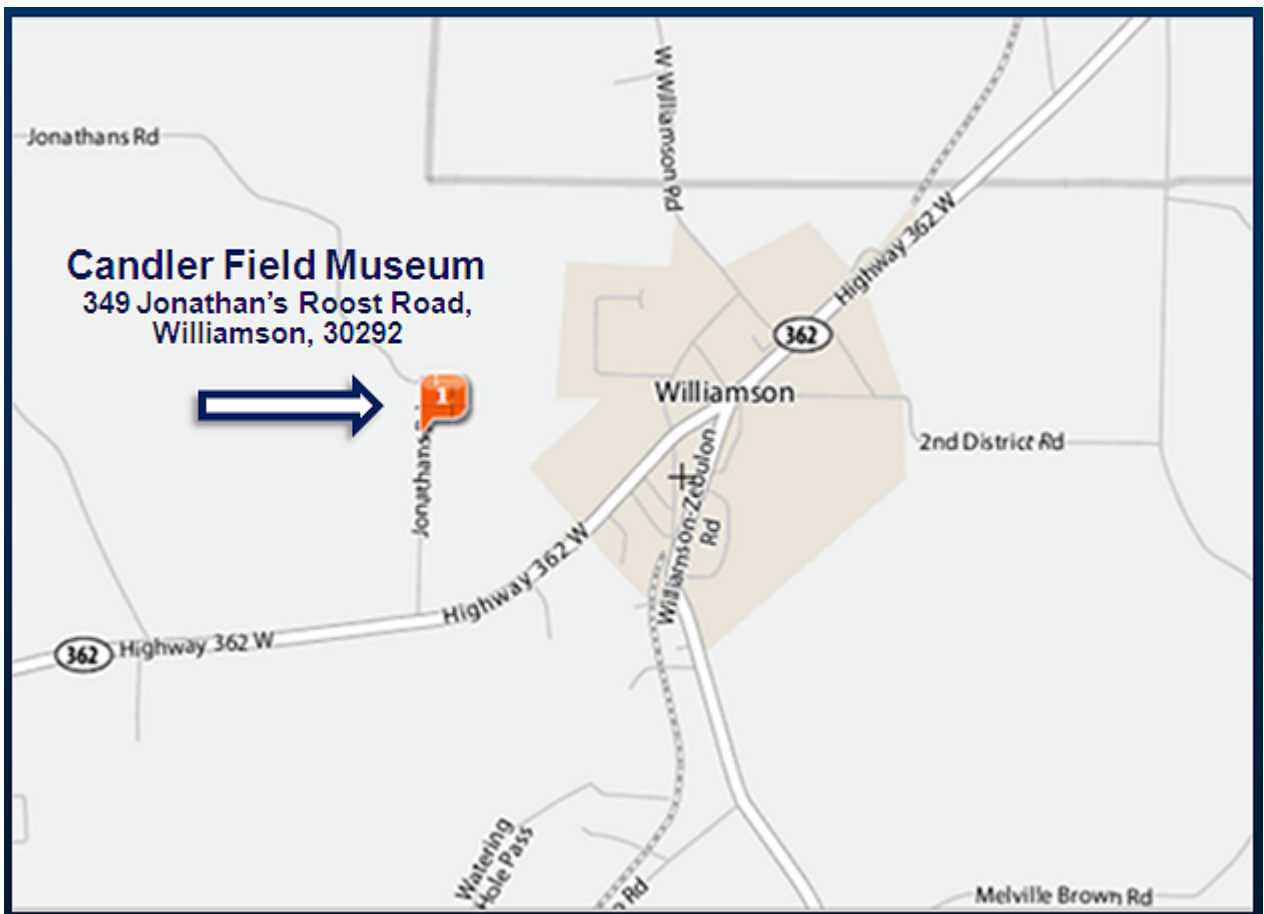 W Williamson Rd
Jonathans Rd
Highway 362 W
Candler Field Museum
349 Jonathan's Roost Road,
Williamson, 30292
362
1
Williamson
Jonathans
2nd District Rd
Williamson-Zebulon
Rd
Highway 362 W
362
Highway 362 W
Watering
Hole Pass
Rd
Melville Brown Rd